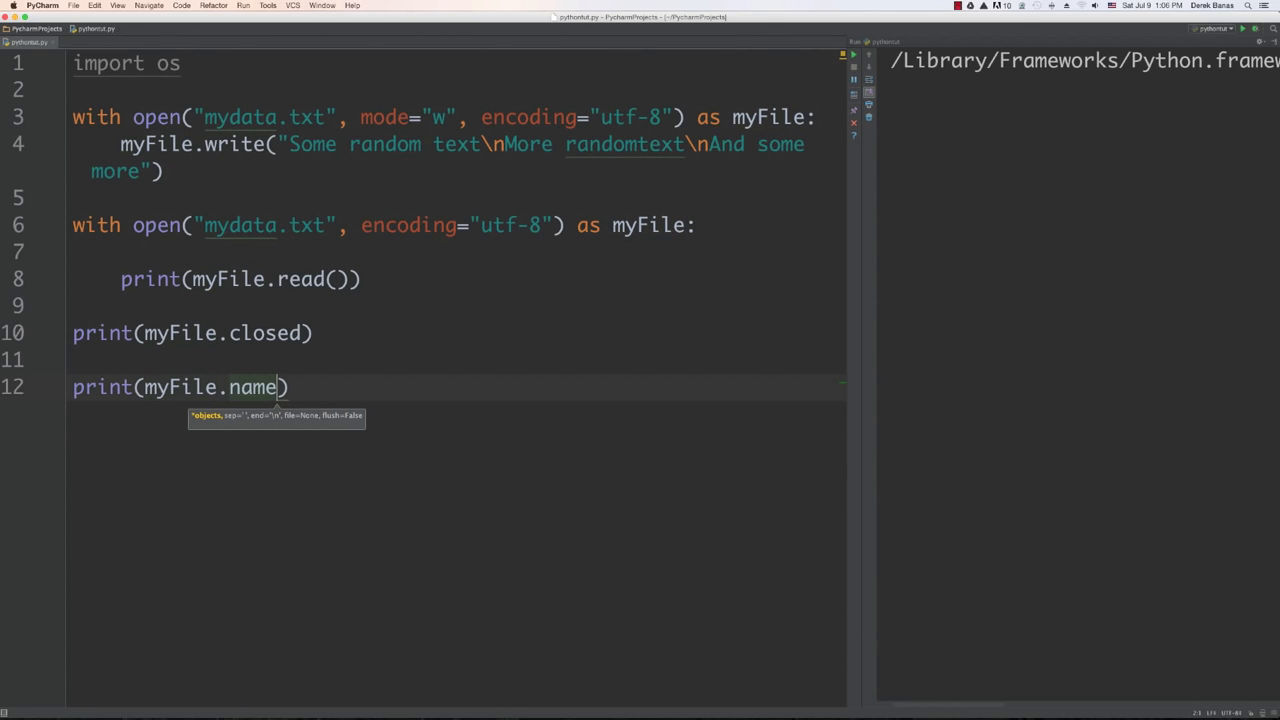 PyCharm File Edit View Navigate Code Refactor Run Tools VCS Window Help 10 Sat Jul 9 1:06 PM Derek Banas
pythontut.py - PycharmProjects - [~/PycharmProjects]
PycharmProjects pythontut.py pythontut
pythontut.py Run pythontut
1 import os
2
3 with open("mydata.txt", mode="w", encoding="utf-8") as myFile:
4 myFile.write("Some random text\nMore randomtext\nAnd some
more")
5
6 with open("mydata.txt", encoding="utf-8") as myFile:
7
8 print(myFile.read())
9
10 print(myFile.closed)
11
12 print(myFile.name)
*objects, sep=' ', end='\n', file=None, flush=False
/Library/Frameworks/Python.framew
2:1 LF÷ UTF-8÷